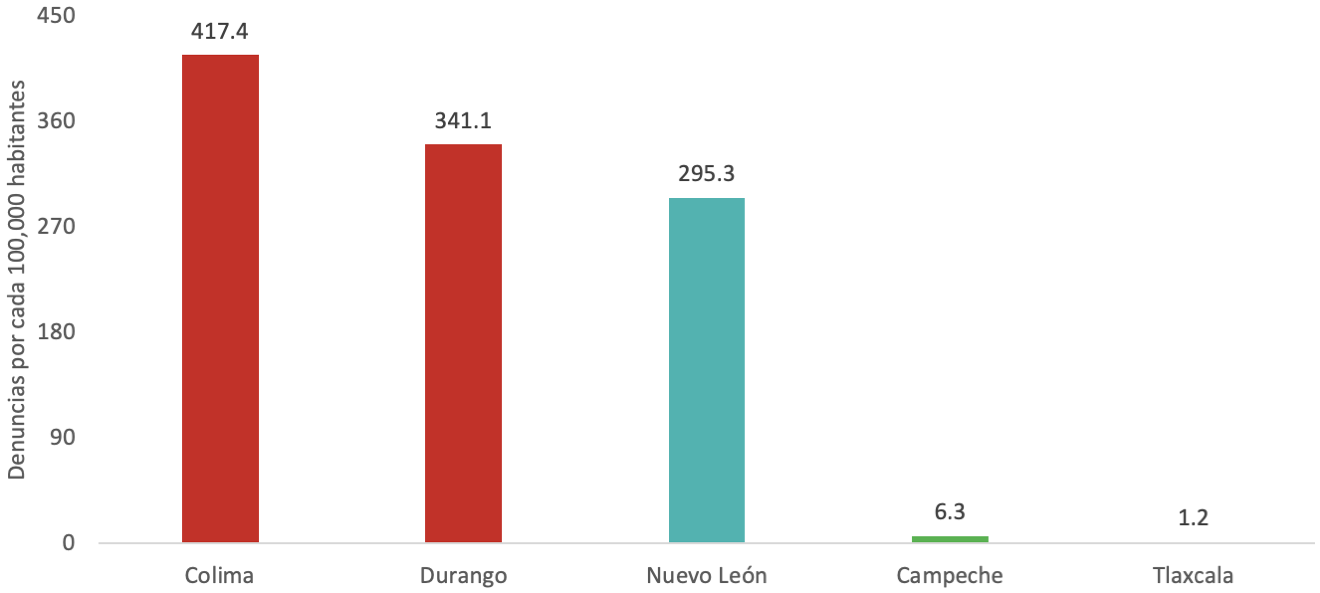 Denuncias por cada 100,000 habitantes
450
360
270
180
90
0
417.4
341.1
295.3
6.3
1.2
Colima
Durango
Nuevo León
Campeche
Tlaxcala